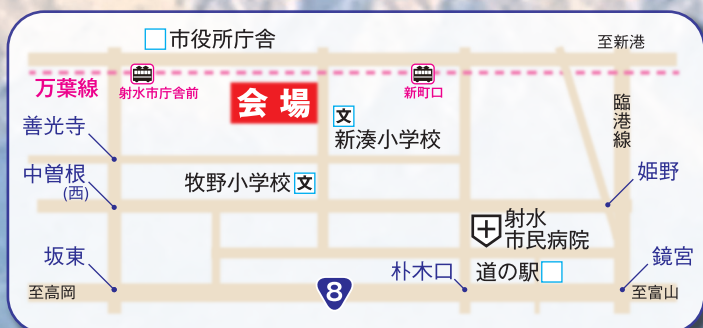 市役所庁舎
至新港
万葉線
射水市庁舎前
新町口
会場
善光寺
文
新湊小学校
臨港線
中曽根
(西)
牧野小学校 文
姫野
射水
市民病院
坂東
朴木口
道の駅
鏡宮
至高岡
8
至富山